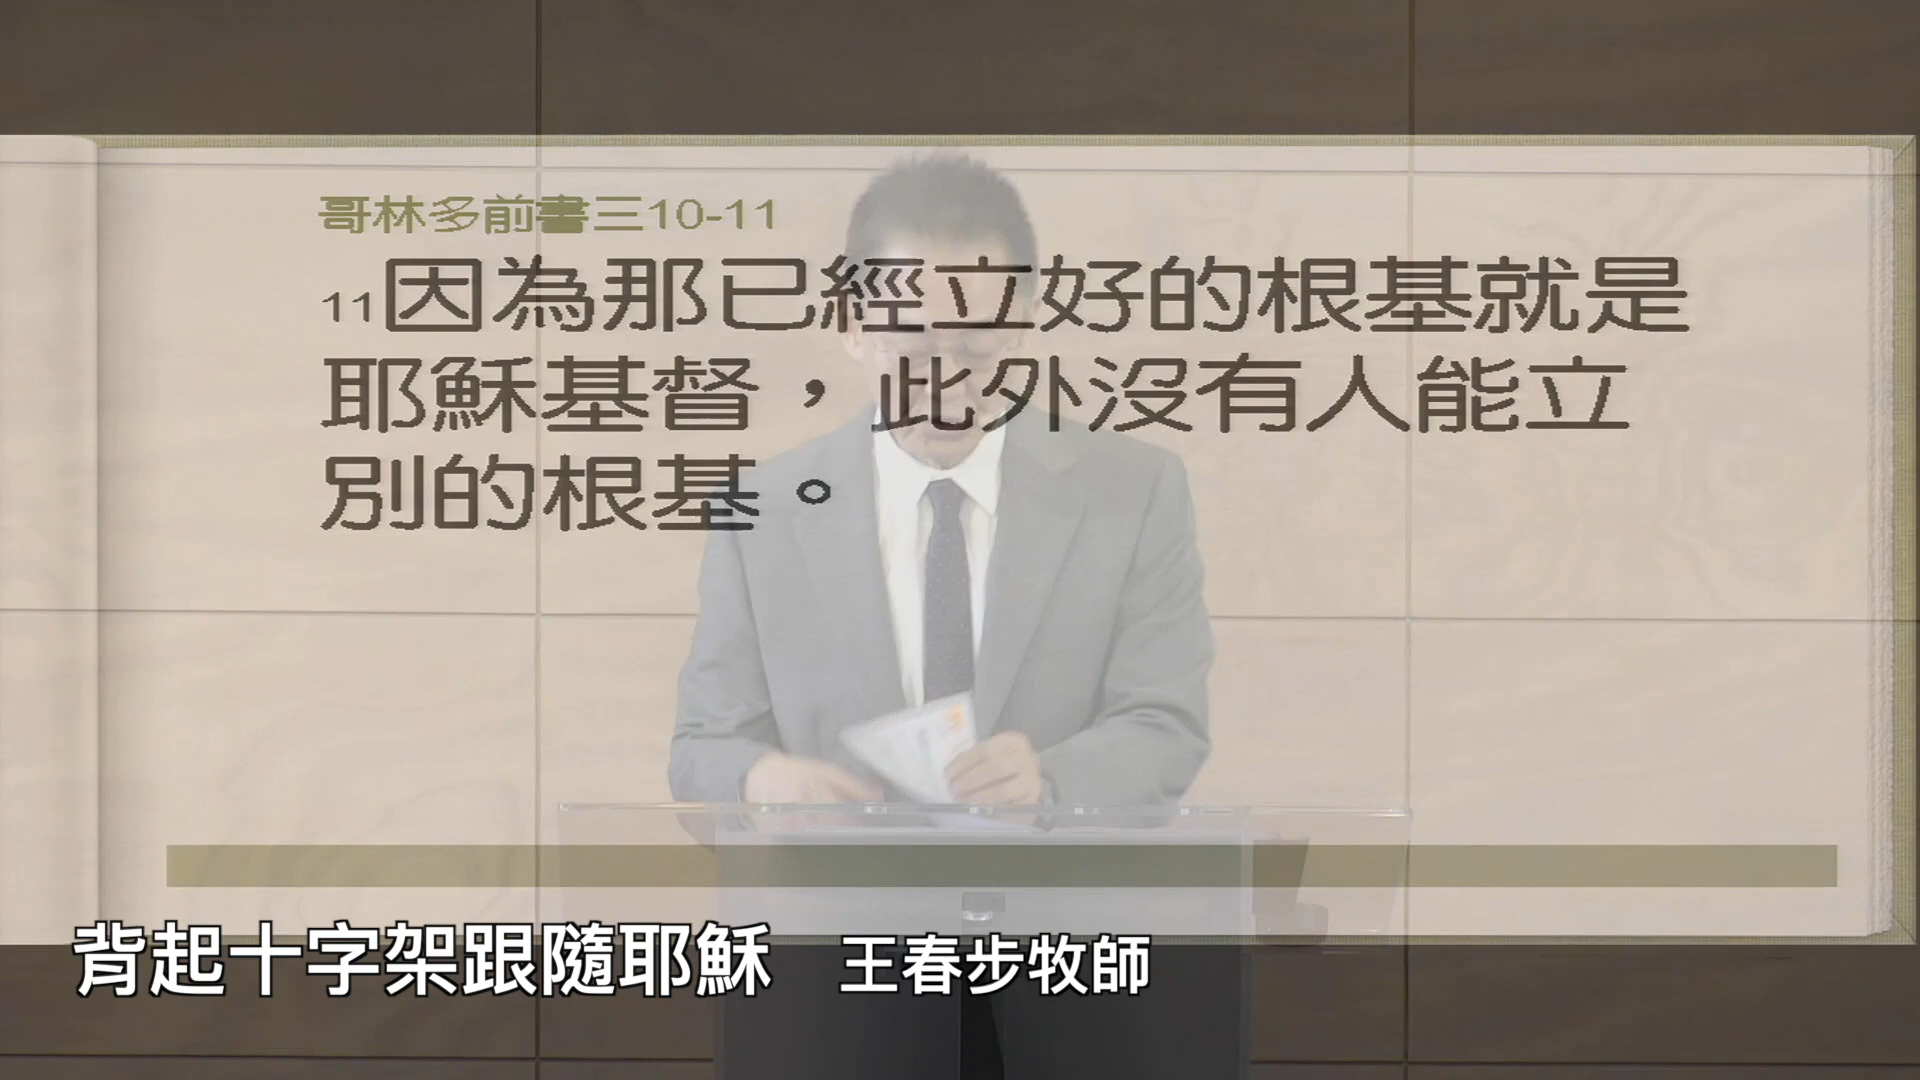 哥林多前書三10-11
11因為那已經立好的根基就是
耶穌基督，此外沒有人能立
別的根基。
背起十字架跟隨耶穌 王春步牧師